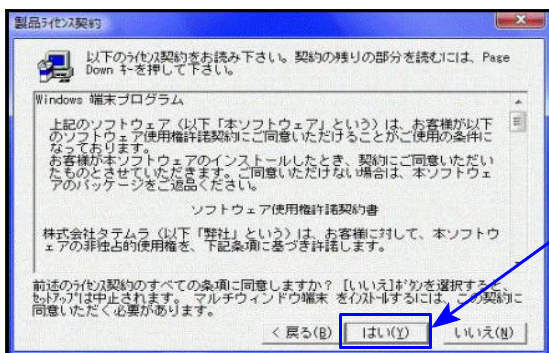 製品ﾗｲｾﾝｽ契約
以下のﾗｲｾﾝｽ契約をお読み下さい。契約の残りの部分を読むには、Page
Down ｷｰを押して下さい。
Windows 端末プログラム
上記のソフトウェア（以下「本ソフトウェア」という）は、お客様が以下
のソフトウェア使用権許諾契約にご同意いただけることがご使用の条件に
なっております。
お客様が本ソフトウェアのインストールしたとき、契約にご同意いただい
たものとさせていただきます。ご同意いただけない場合は、本ソフトウェ
アのパッケージをご返品ください。
ソフトウェア使用権許諾契約書
株式会社タテムラ（以下「弊社」という）は、お客様に対して、本ソフトウ
ェアの非独占的使用権を、下記条項に基づき許諾します。
前述のﾗｲｾﾝｽ契約のすべての条項に同意しますか？ 【いいえ】ﾎﾞﾀﾝを選択すると、
ｾｯﾄｱｯﾌﾟは中止されます。 マルチウィンドウ端末 をｲﾝｽﾄｰﾙするには、この契約に
同意いただく必要があります。
< 戻る(B)
はい(Y)
いいえ(N)